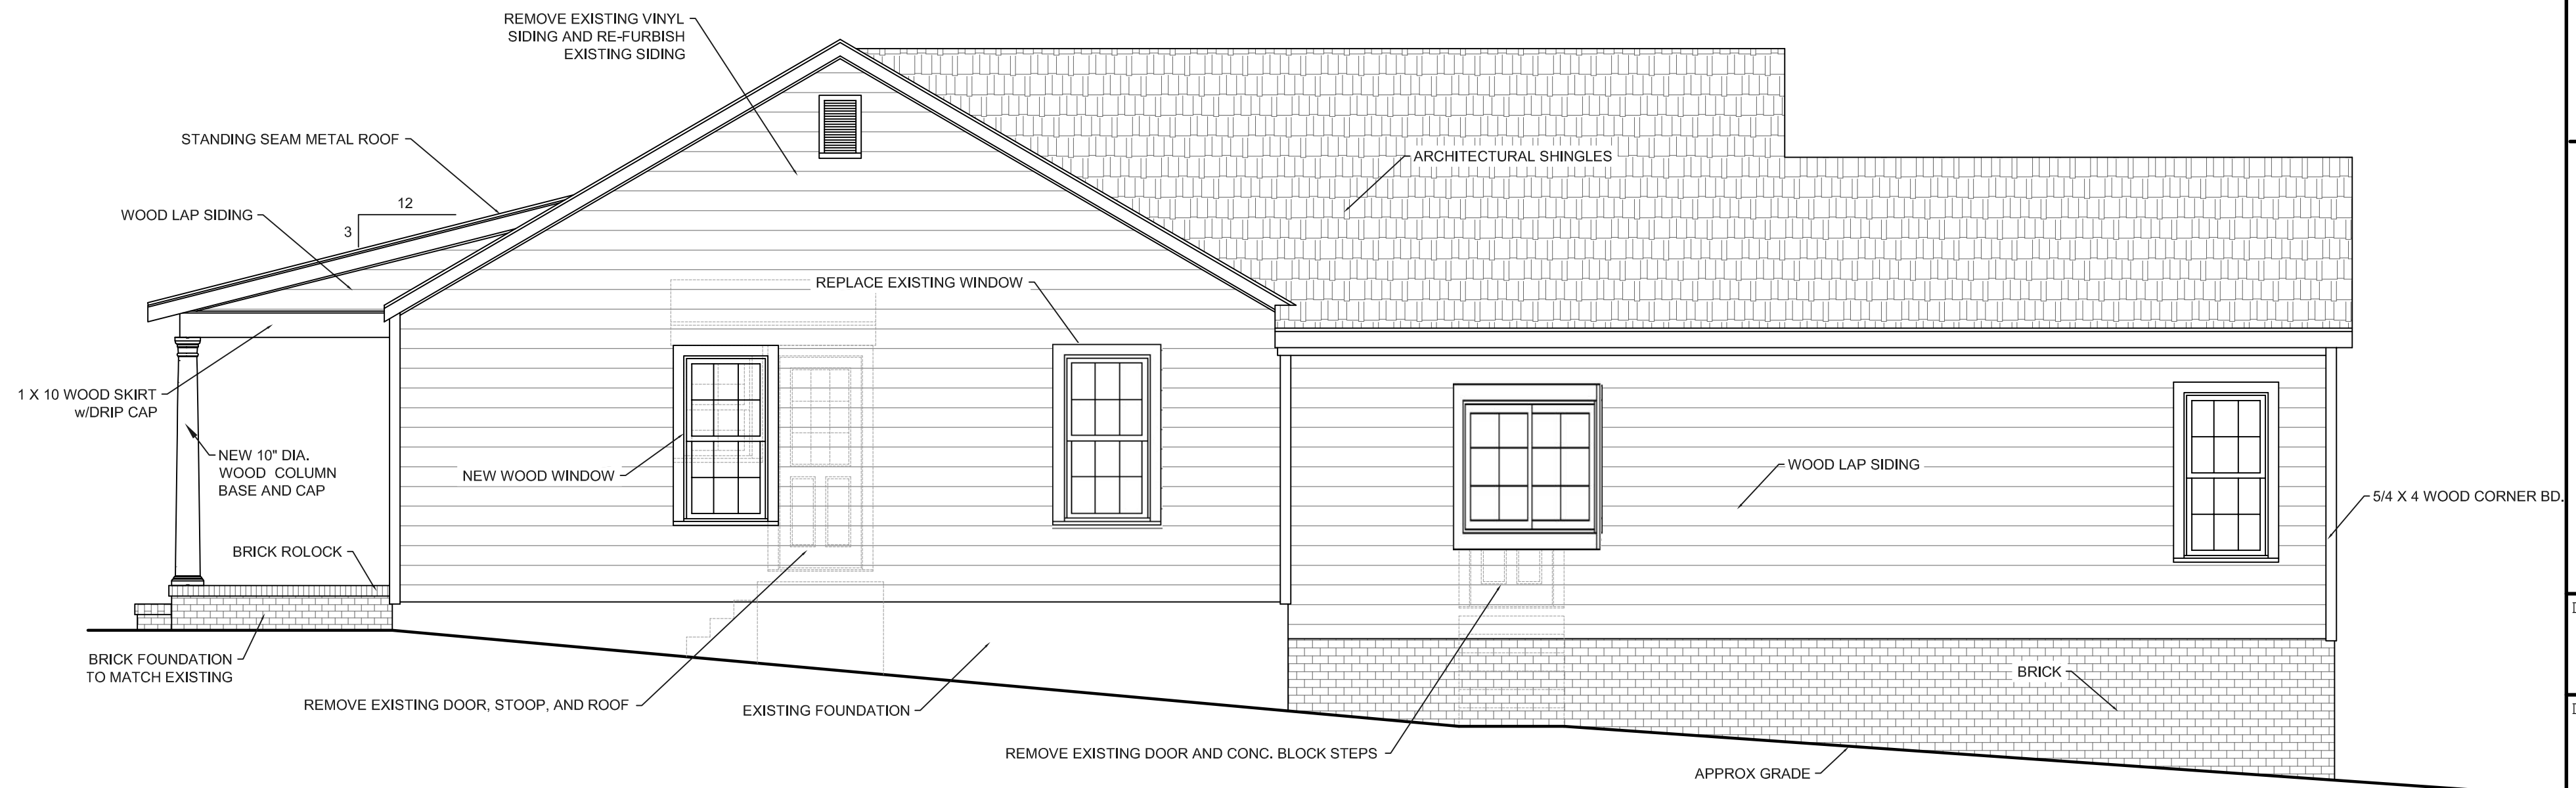 REMOVE EXISTING VINYL
SIDING AND RE-FURBISH
EXISTING SIDING
STANDING SEAM METAL ROOF
ARCHITECTURAL SHINGLES
12
3
WOOD LAP SIDING
REPLACE EXISTING WINDOW
1 X 10 WOOD SKIRT
w/DRIP CAP
NEW 10" DIA.
WOOD COLUMN
BASE AND CAP
NEW WOOD WINDOW
WOOD LAP SIDING
5/4 X 4 WOOD CORNER BD.
BRICK ROLOCK
BRICK FOUNDATION
TO MATCH EXISTING
REMOVE EXISTING DOOR, STOOP, AND ROOF
EXISTING FOUNDATION
BRICK
REMOVE EXISTING DOOR AND CONC. BLOCK STEPS
APPROX GRADE